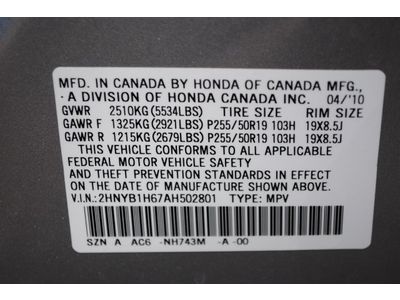 MFD. IN CANADA BY HONDA OF CANADA MFG.,
A DIVISION OF HONDA CANADA INC. 04/'10
GVWR 2510KG (5534LBS) TIRE SIZE RIM SIZE
GAWR F 1325KG (2921LBS) P255/50R19 103H 19X8.5J
GAWR R 1215KG (2679LBS) P255/50R19 103H 19X8.5J
THIS VEHICLE CONFORMS TO ALL APPLICABLE
FEDERAL MOTOR VEHICLE SAFETY
AND THEFT PREVENTION STANDARDS IN EFFECT
ON THE DATE OF MANUFACTURE SHOWN ABOVE.
V.I.N.:2HNYB1H67AH502801 TYPE: MPV
SZN A AC6 -NH743M -A -00